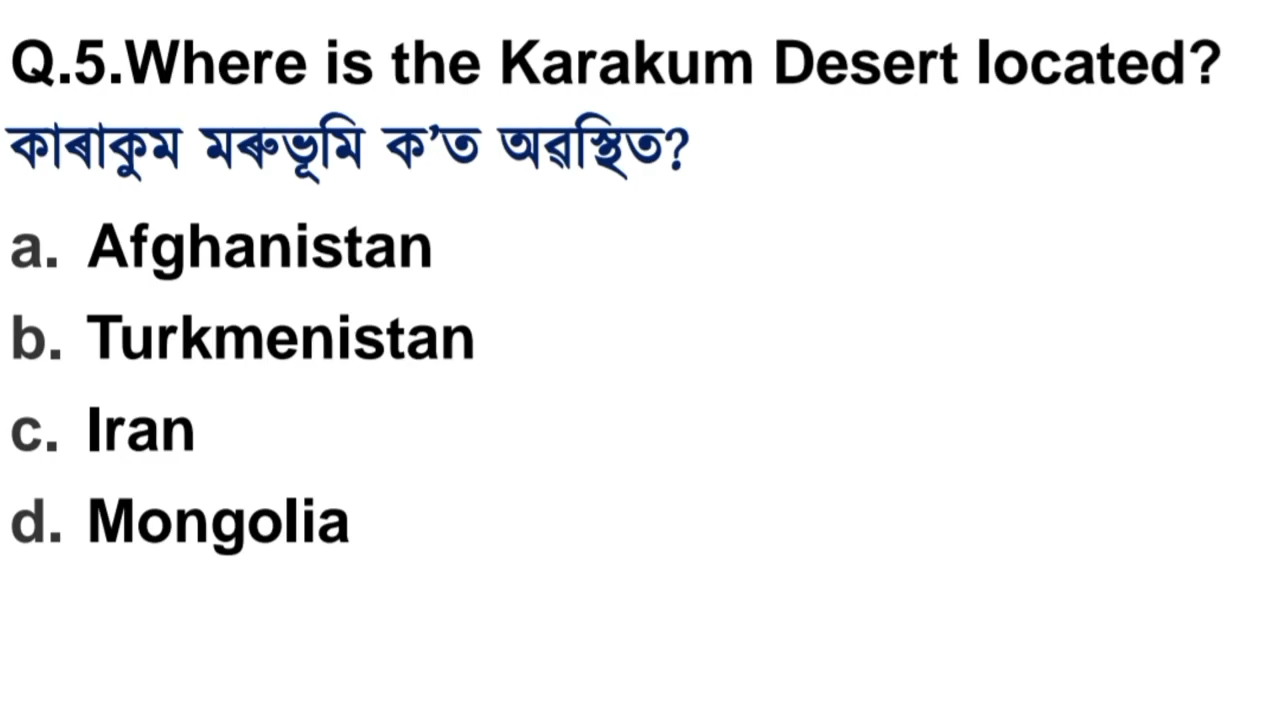 Q.5.Where is the Karakum Desert located?
কাৰাকুম মৰুভূমি ক’ত অৱস্থিত?
a. Afghanistan
b. Turkmenistan
c. Iran
d. Mongolia